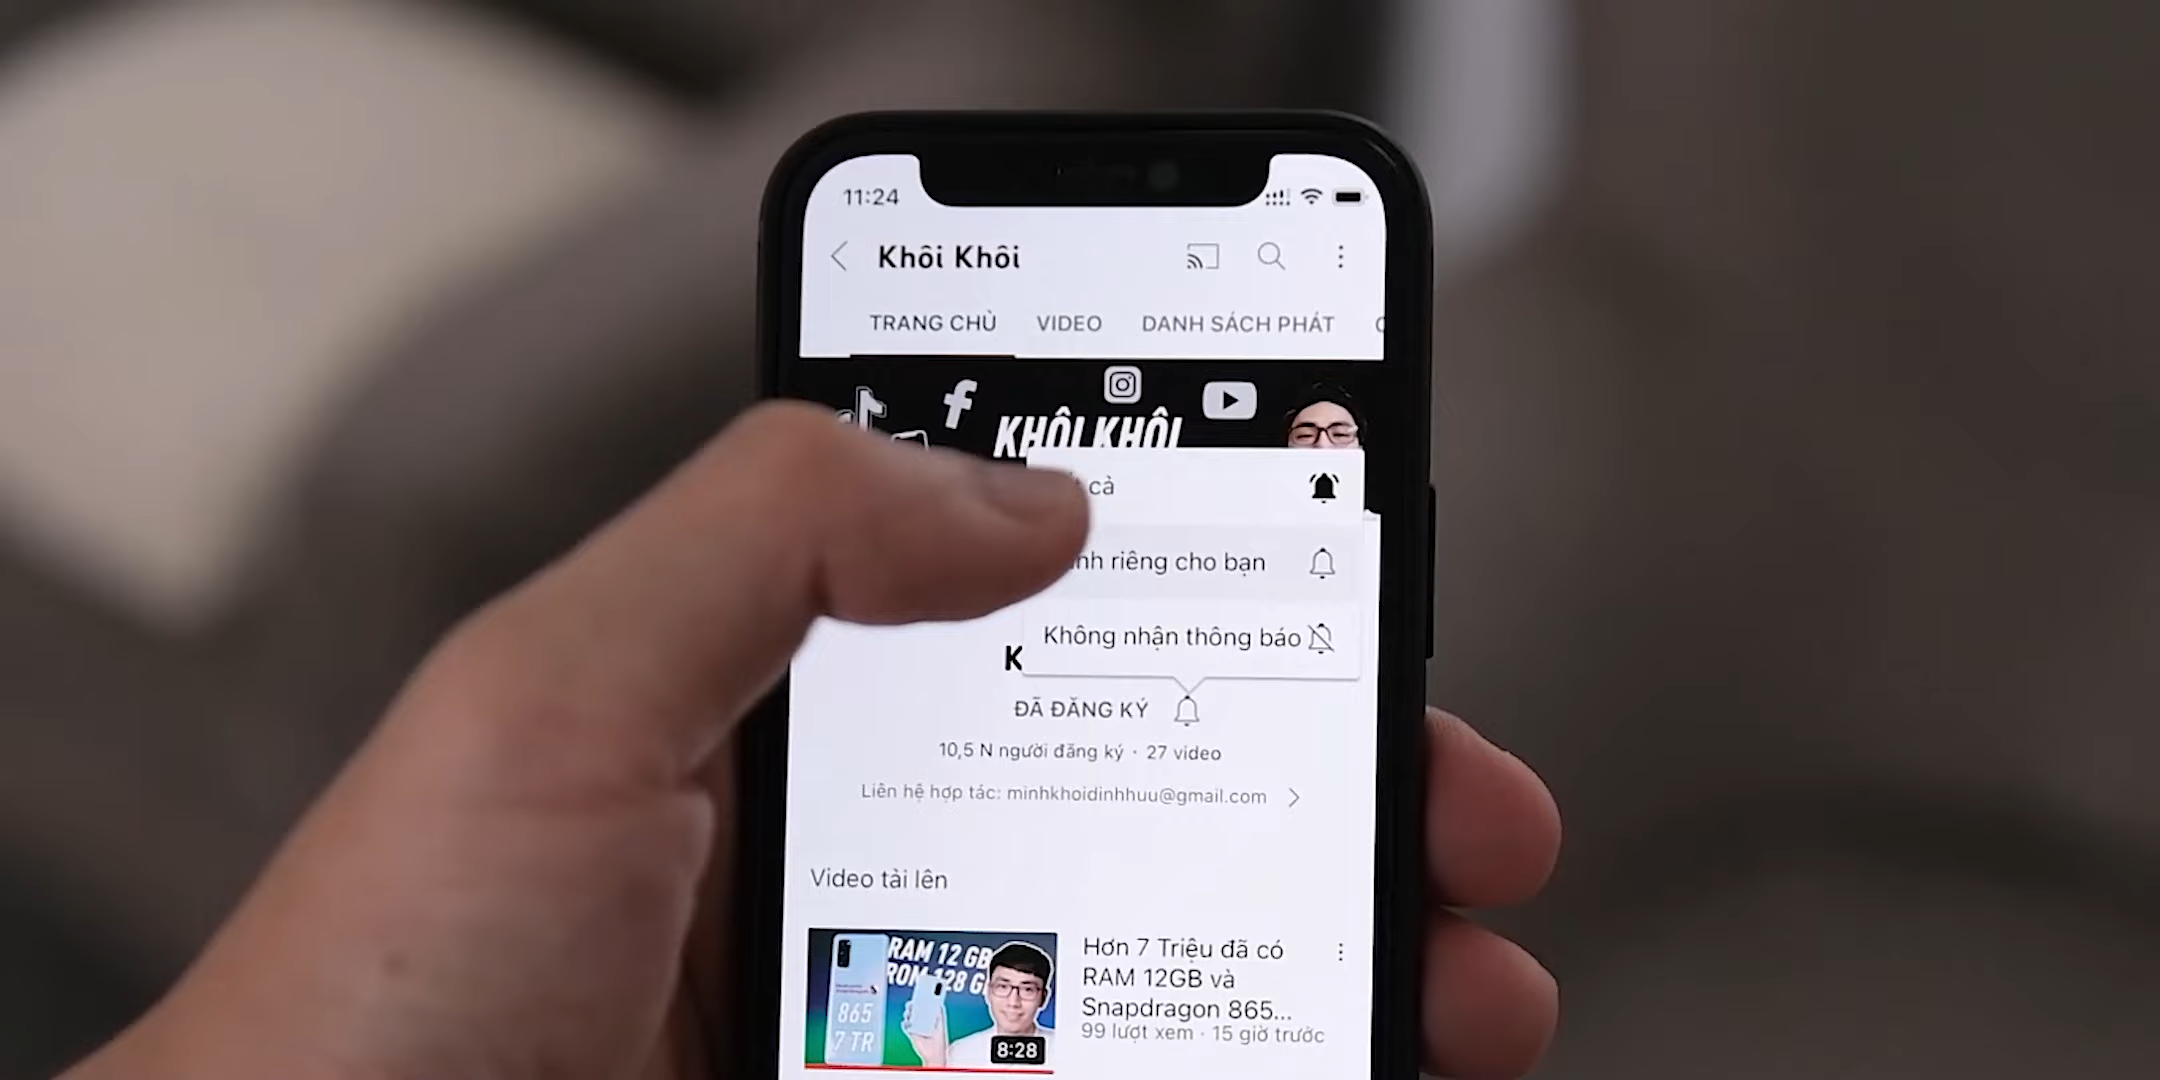 11:24
Khôi Khôi
TRANG CHỦ VIDEO DANH SÁCH PHÁT
KHÔI KHÔI
cả
riêng cho bạn
Không nhận thông báo
K
ĐÃ ĐĂNG KÝ
10,5 N người đăng ký · 27 video
Liên hệ hợp tác: minhkhoidinhhuu@gmail.com
Video tải lên
RAM 12 GB
ROM 128 G
865
7 TR
8:28
Hơn 7 Triệu đã có
RAM 12GB và
Snapdragon 865...
99 lượt xem · 15 giờ trước